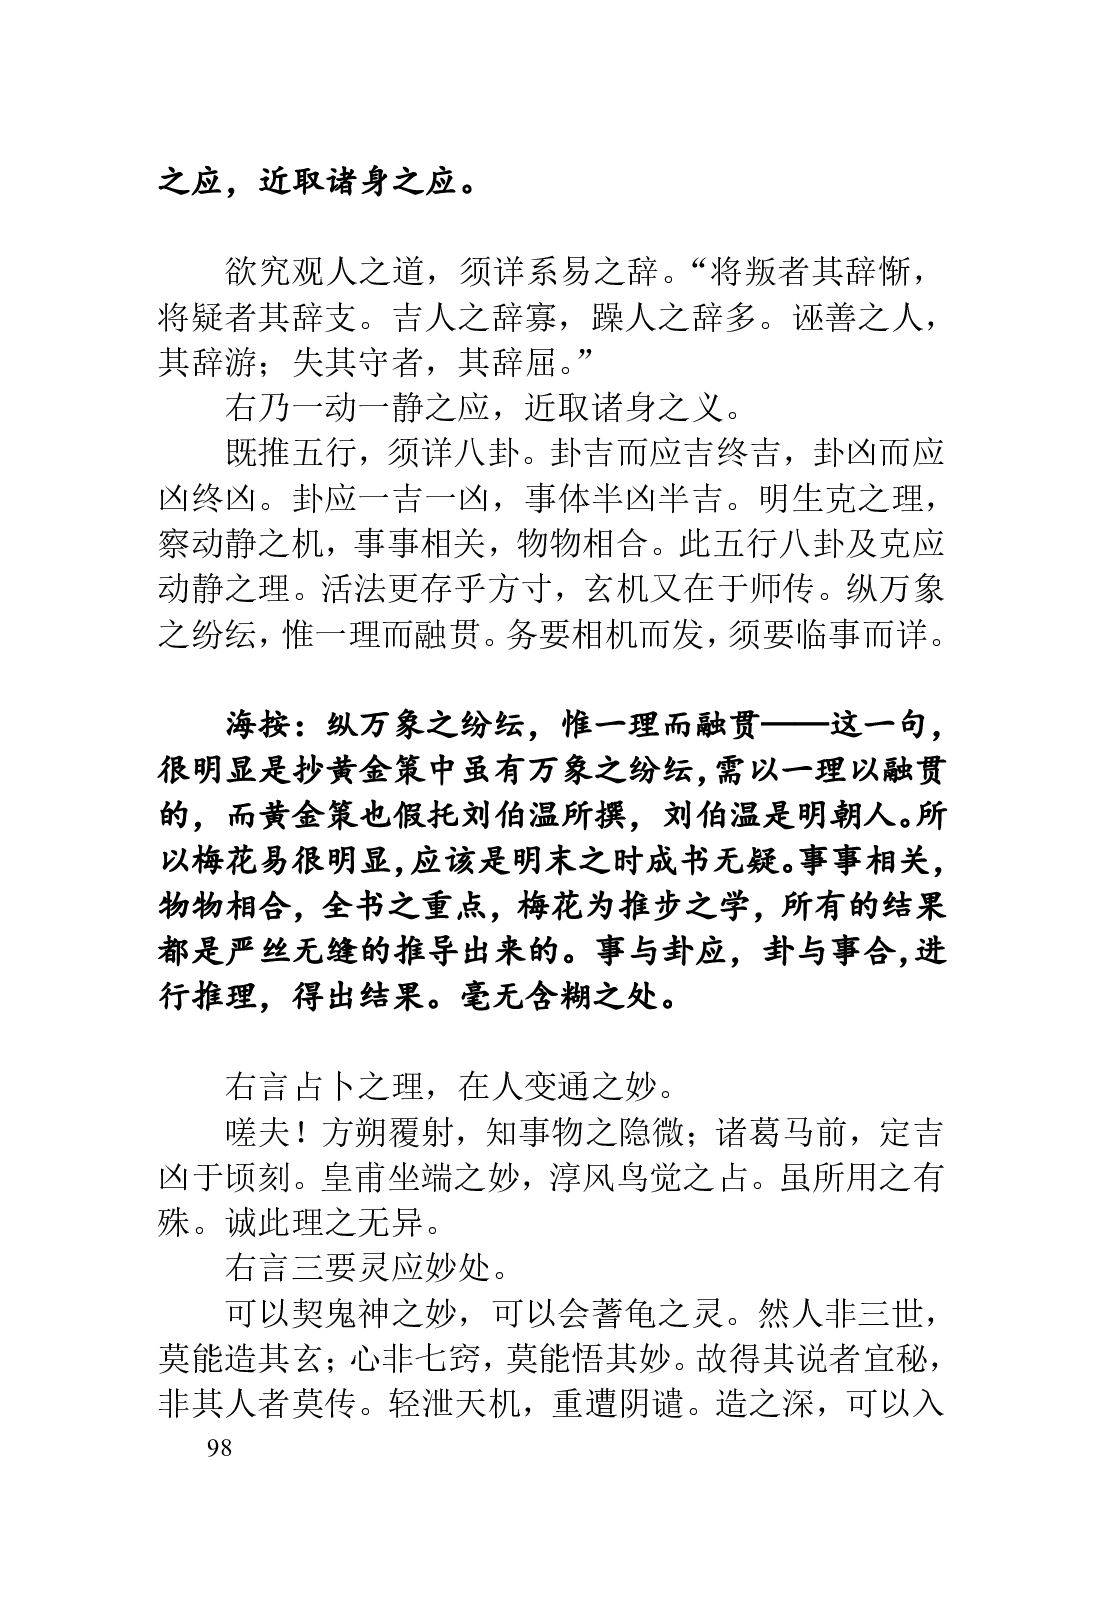 之应，近取诸身之应。
欲究观人之道，须详系易之辞。“将叛者其辞惭，
将疑者其辞支。吉人之辞寡，躁人之辞多。诬善之人，
其辞游；失其守者，其辞屈。”
右乃一动一静之应，近取诸身之义。
既推五行，须详八卦。卦吉而应吉终吉，卦凶而应
凶终凶。卦应一吉一凶，事体半凶半吉。明生克之理，
察动静之机，事事相关，物物相合。此五行八卦及克应
动静之理。活法更存乎方寸，玄机又在于师传。纵万象
之纷纭，惟一理而融贯。务要相机而发，须要临事而详。
海按：纵万象之纷纭，惟一理而融贯——这一句，
很明显是抄黄金策中虽有万象之纷纭，需以一理以融贯
的，而黄金策也假托刘伯温所撰，刘伯温是明朝人。所
以梅花易很明显，应该是明末之时成书无疑。事事相关，
物物相合，全书之重点，梅花为推步之学，所有的结果
都是严丝无缝的推导出来的。事与卦应，卦与事合，进
行推理，得出结果。毫无含糊之处。
右言占卜之理，在人变通之妙。
嗟夫！方朔覆射，知事物之隐微；诸葛马前，定吉
凶于顷刻。皇甫坐端之妙，淳风鸟觉之占。虽所用之有
殊。诚此理之无异。
右言三要灵应妙处。
可以契鬼神之妙，可以会蓍龟之灵。然人非三世，
莫能造其玄；心非七窍，莫能悟其妙。故得其说者宜秘，
非其人者莫传。轻泄天机，重遭阴谴。造之深，可以入
98